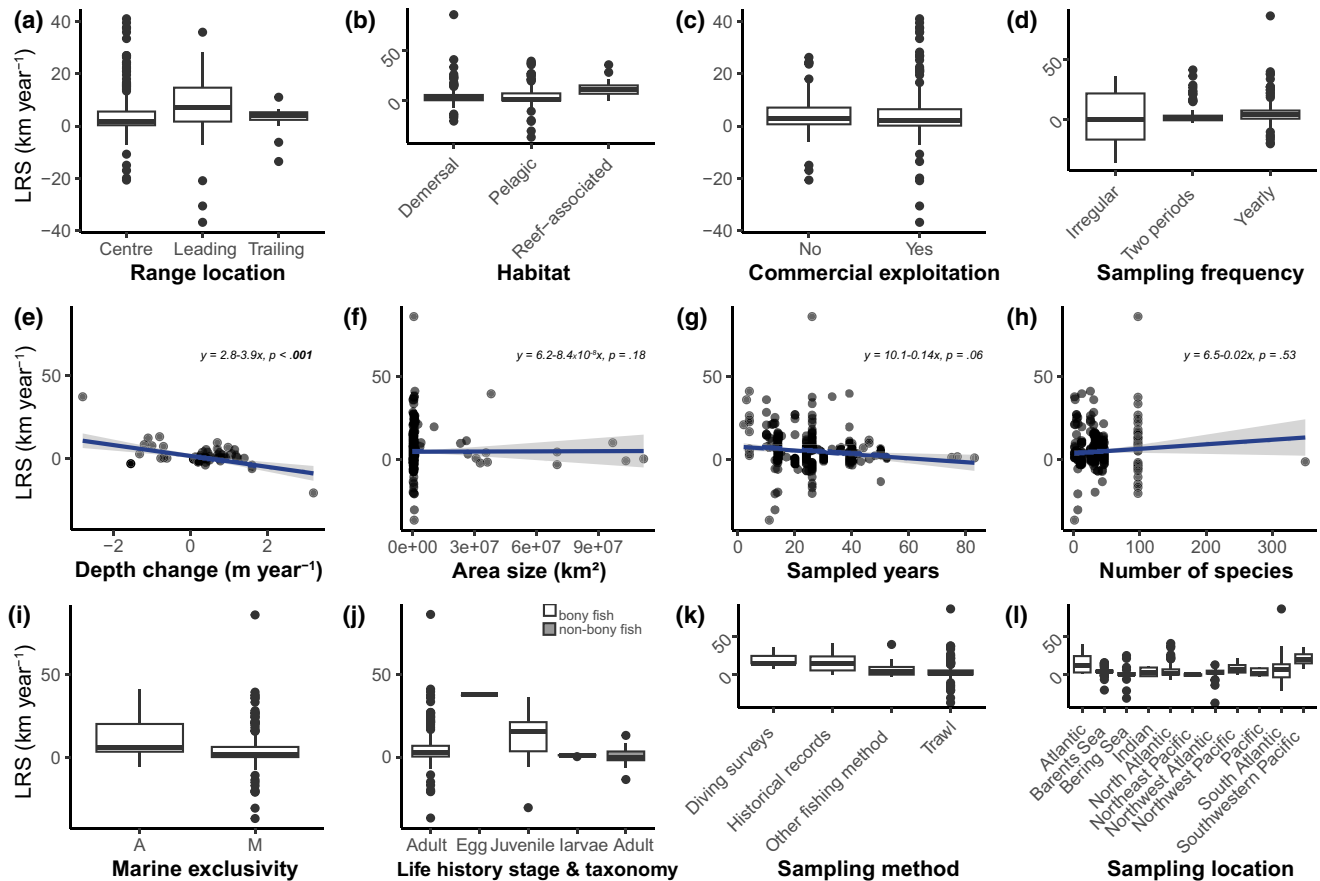 (a)
LRS (km year⁻¹)
40
20
0
−20
−40
Centre Leading Trailing
Range location
(b)
50
0
Demersal
Pelagic
Reef−associated
Habitat
(c)
40
20
0
−20
−40
No Yes
Commercial exploitation
(d)
50
0
Irregular
Two periods
Yearly
Sampling frequency
(e)
LRS (km year⁻¹)
50
0
y = 2.8-3.9x, p < .001
−2 0 2
Depth change (m year⁻¹)
(f)
50
0
y = 6.2-8.4x10⁻⁸x, p = .18
0e+00 3e+07 6e+07 9e+07
Area size (km²)
(g)
50
0
y = 10.1-0.14x, p = .06
0 20 40 60 80
Sampled years
(h)
50
0
y = 6.5-0.02x, p = .53
0 100 200 300
Number of species
(i)
LRS (km year⁻¹)
50
0
A M
Marine exclusivity
(j)
bony fish
non-bony fish
50
0
Adult Egg Juvenile larvae Adult
Life history stage & taxonomy
(k)
50
0
Diving surveys
Historical records
Other fishing method
Trawl
Sampling method
(l)
50
0
Atlantic
Barents Sea
Bering Sea
Indian
North Atlantic
Northeast Pacific
Northwest Atlantic
Northwest Pacific
Pacific
South Atlantic
Southwestern Pacific
Sampling location